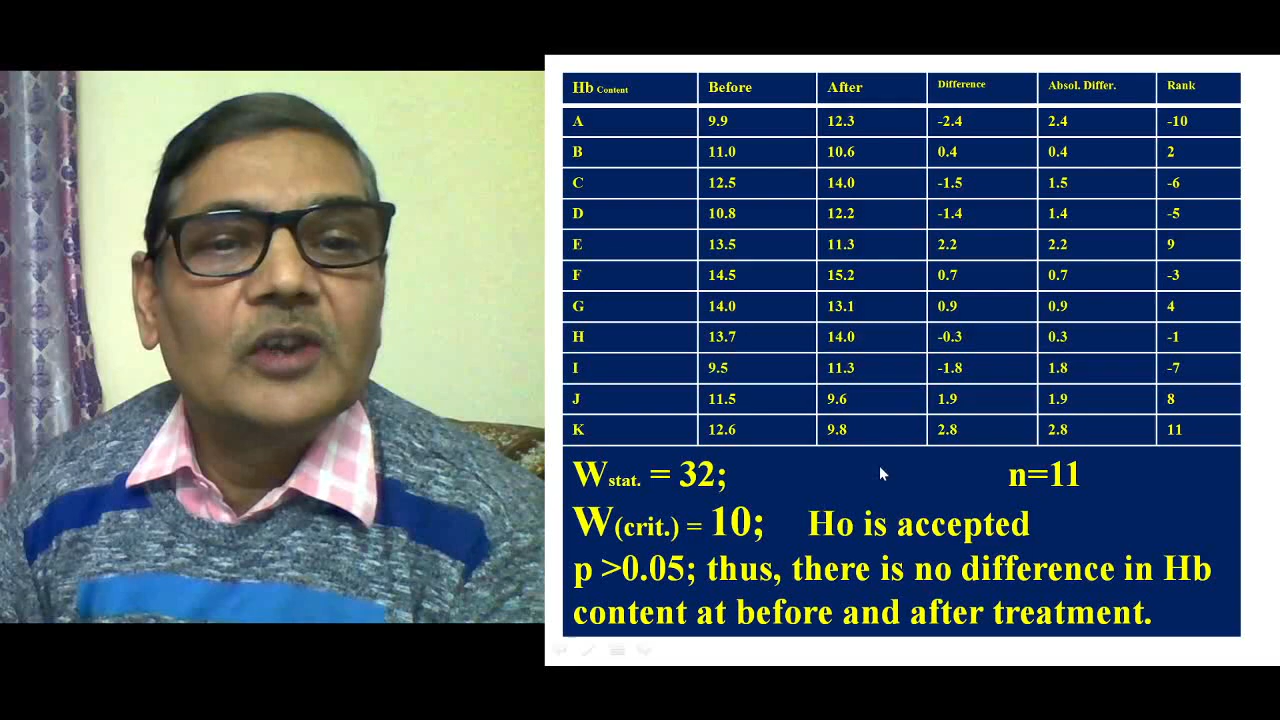 Hb Content Before After Difference Absol. Differ. Rank
A 9.9 12.3 -2.4 2.4 -10
B 11.0 10.6 0.4 0.4 2
C 12.5 14.0 -1.5 1.5 -6
D 10.8 12.2 -1.4 1.4 -5
E 13.5 11.3 2.2 2.2 9
F 14.5 15.2 0.7 0.7 -3
G 14.0 13.1 0.9 0.9 4
H 13.7 14.0 -0.3 0.3 -1
I 9.5 11.3 -1.8 1.8 -7
J 11.5 9.6 1.9 1.9 8
K 12.6 9.8 2.8 2.8 11
Wstat. = 32; n=11
W(crit.) = 10; Ho is accepted
p >0.05; thus, there is no difference in Hb
content at before and after treatment.